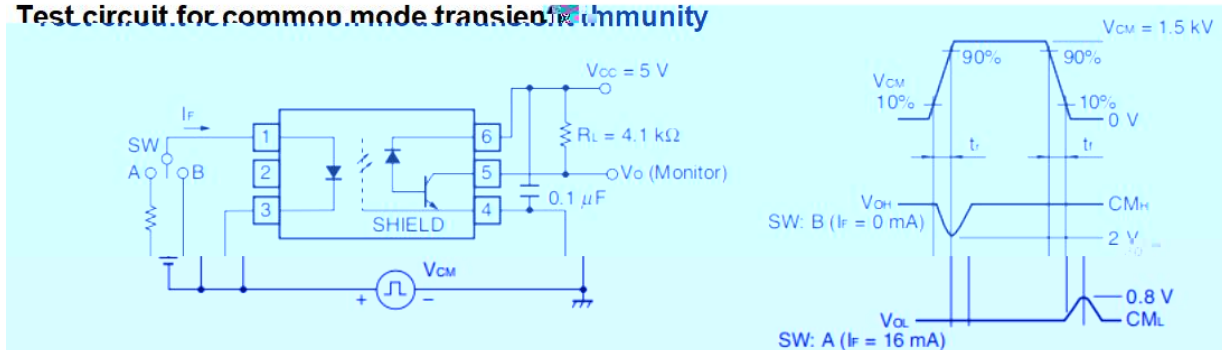 Test circuit for common mode transient immunity
IF
SW
A
B
1
2
3
6
5
4
SHIELD
VCC = 5 V
RL = 4.1 kΩ
VO (Monitor)
0.1 μF
VCM
+
−
VCM = 1.5 kV
90%
90%
VCM
10%
10%
0 V
tr
tf
VOH
CMH
SW: B (IF = 0 mA)
2 V
0.8 V
VOL
CML
SW: A (IF = 16 mA)